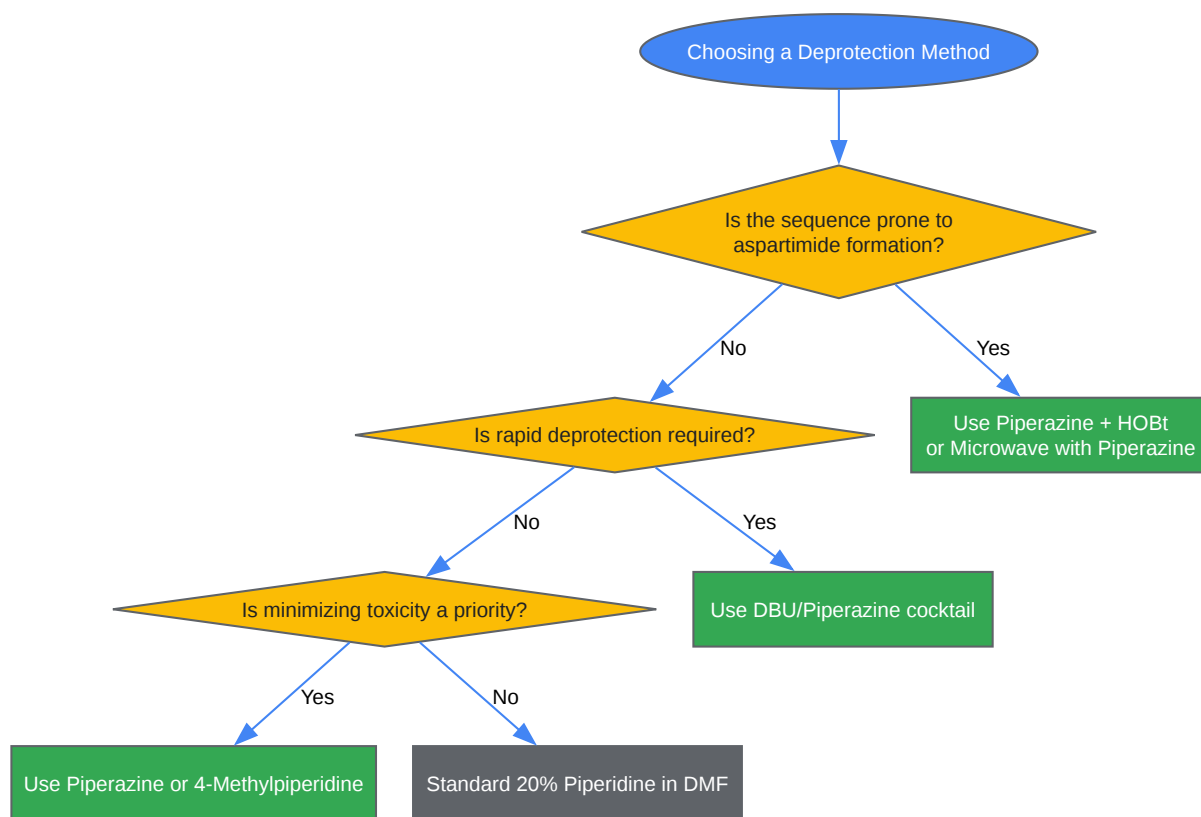 Choosing a Deprotection Method
Is the sequence prone to
aspartimide formation?
No
Yes
Is rapid deprotection required?
Use Piperazine + HOBt
or Microwave with Piperazine
No
Yes
Is minimizing toxicity a priority?
Use DBU/Piperazine cocktail
Yes
No
Use Piperazine or 4-Methylpiperidine
Standard 20% Piperidine in DMF